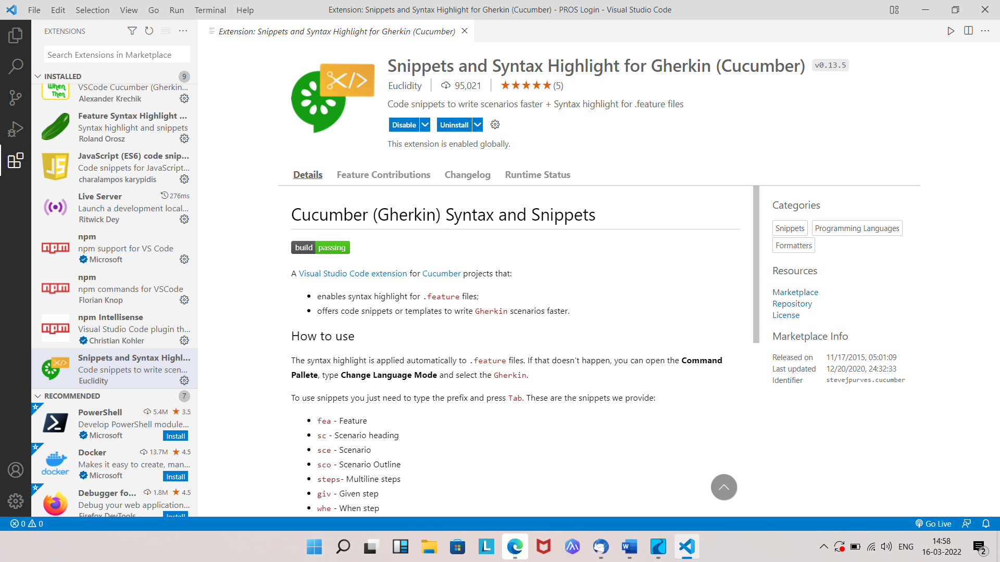 File Edit Selection View Go Run Terminal Help
Extension: Snippets and Syntax Highlight for Gherkin (Cucumber) - PROS Login - Visual Studio Code
EXTENSIONS
Search Extensions in Marketplace
INSTALLED 9
When
Then
VSCode Cucumber (Gherkin...
Alexander Krechik
Feature Syntax Highlight ...
Syntax highlight and snippets
Roland Orosz
JS
JavaScript (ES6) code snip...
Code snippets for JavaScript...
charalampos karypidis
Live Server 276ms
Launch a development local...
Ritwick Dey
npm
npm
npm support for VS Code
Microsoft
npm
npm
npm commands for VSCode
Florian Knop
npm
npm Intellisense
Visual Studio Code plugin th...
Christian Kohler
Snippets and Syntax Highl...
Code snippets to write scen...
Euclidity
RECOMMENDED 7
PowerShell 5.4M 3.5
Develop PowerShell module...
Microsoft Install
docker
Docker 13.7M 4.5
Makes it easy to create, man...
Microsoft Install
Debugger fo... 1.8M 4.5
Debug your web application...
Firefox DevTools Install
Extension: Snippets and Syntax Highlight for Gherkin (Cucumber)
Snippets and Syntax Highlight for Gherkin (Cucumber) v0.13.5
Euclidity 95,021 (5)
Code snippets to write scenarios faster + Syntax highlight for .feature files
Disable Uninstall
This extension is enabled globally.
Details Feature Contributions Changelog Runtime Status
Cucumber (Gherkin) Syntax and Snippets
build passing
A Visual Studio Code extension for Cucumber projects that:
• enables syntax highlight for .feature files;
• offers code snippets or templates to write Gherkin scenarios faster.
How to use
The syntax highlight is applied automatically to .feature files. If that doesn't happen, you can open the Command
Pallete, type Change Language Mode and select the Gherkin.
To use snippets you just need to type the prefix and press Tab. These are the snippets we provide:
• fea - Feature
• sc - Scenario heading
• sce - Scenario
• sco - Scenario Outline
• steps- Multiline steps
• giv - Given step
• whe - When step
Categories
Snippets Programming Languages
Formatters
Resources
Marketplace
Repository
License
Marketplace Info
Released on 11/17/2015, 05:01:09
Last updated 12/20/2020, 24:32:33
Identifier stevejpurves.cucumber
0 0
Go Live
L
W
ENG
14:58
16-03-2022
2